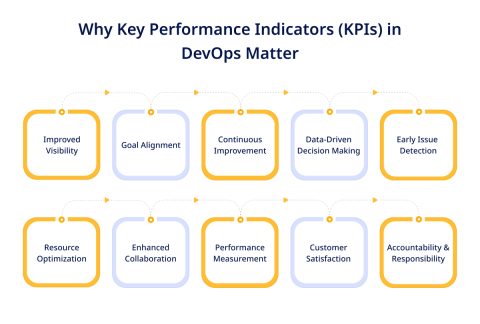 Why Key Performance Indicators (KPIs) in
DevOps Matter
Improved
Visibility
Goal Alignment
Continuous
Improvement
Data-Driven
Decision Making
Early Issue
Detection
Resource
Optimization
Enhanced
Collaboration
Performance
Measurement
Customer
Satisfaction
Accountability &
Responsibility